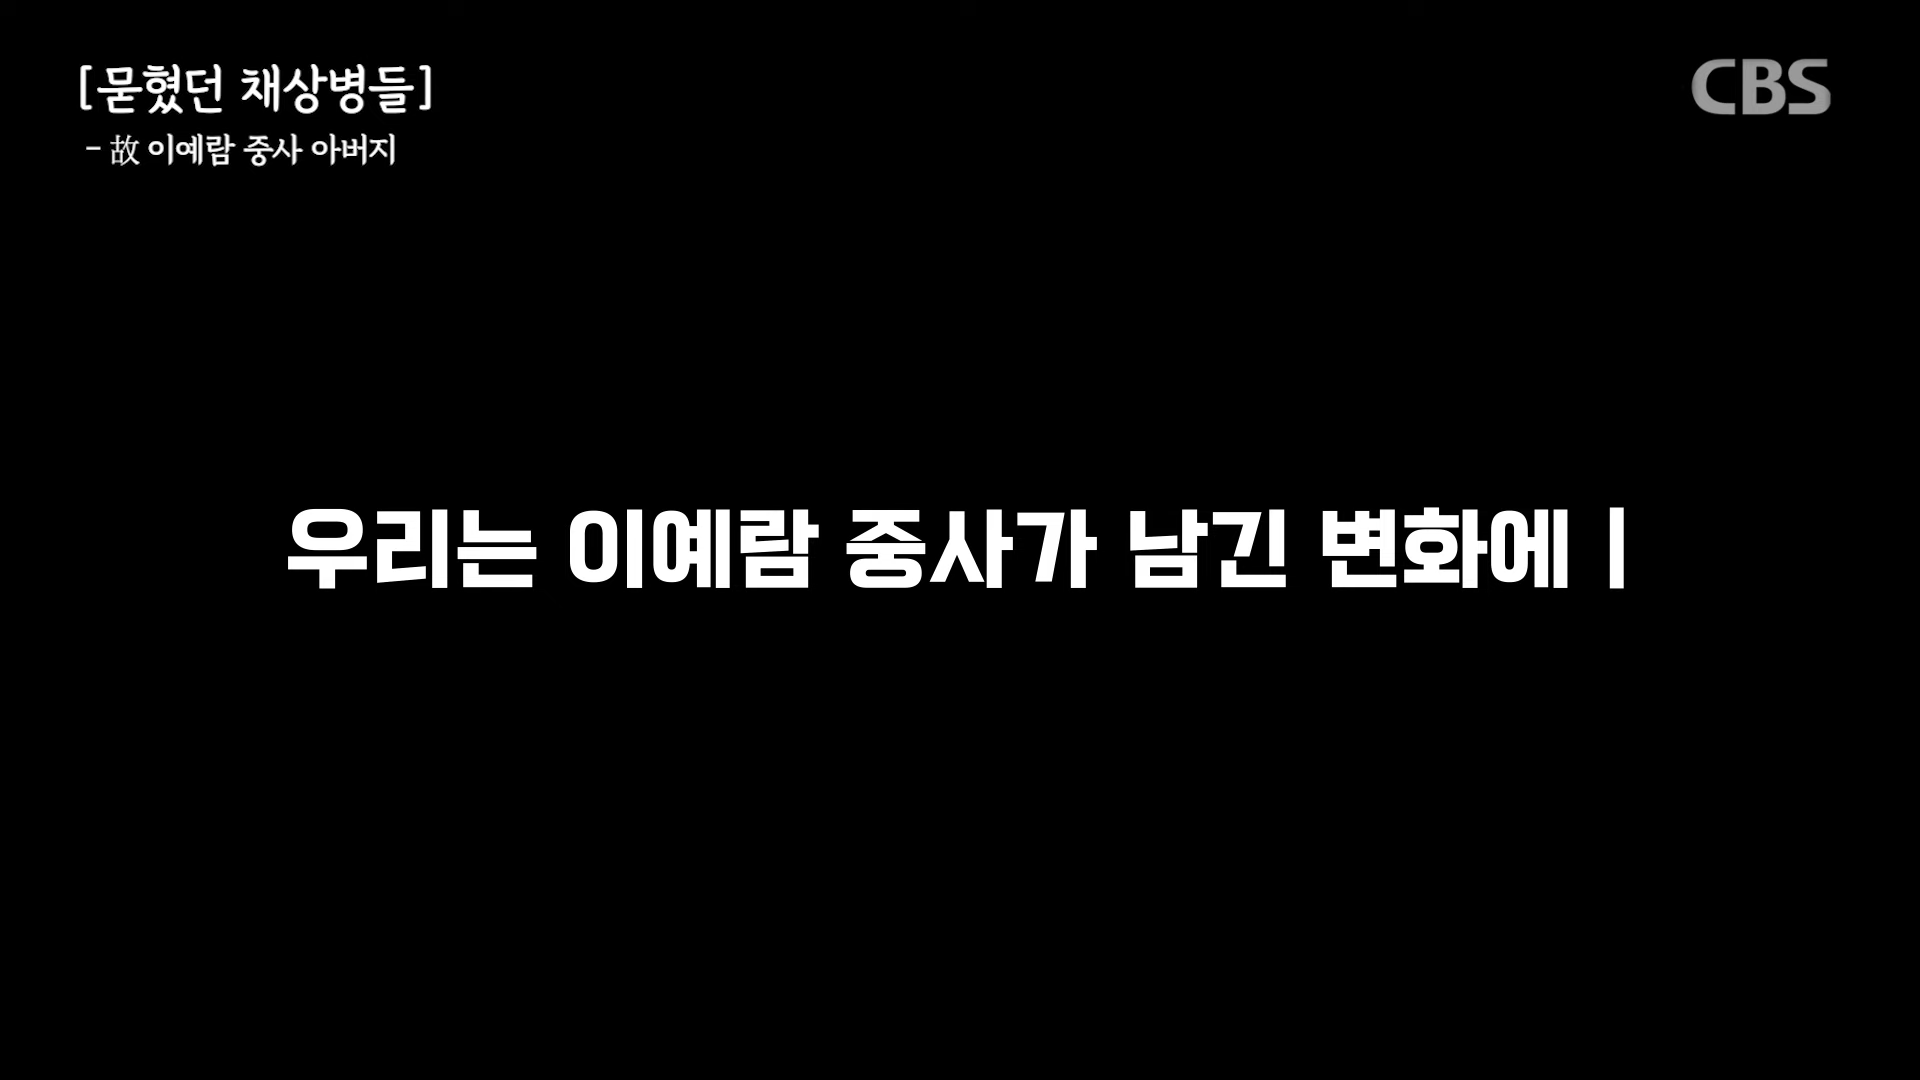 [묻혔던 채상병들]
- 故 이예람 중사 아버지
CBS
우리는 이예람 중사가 남긴 변화에 |